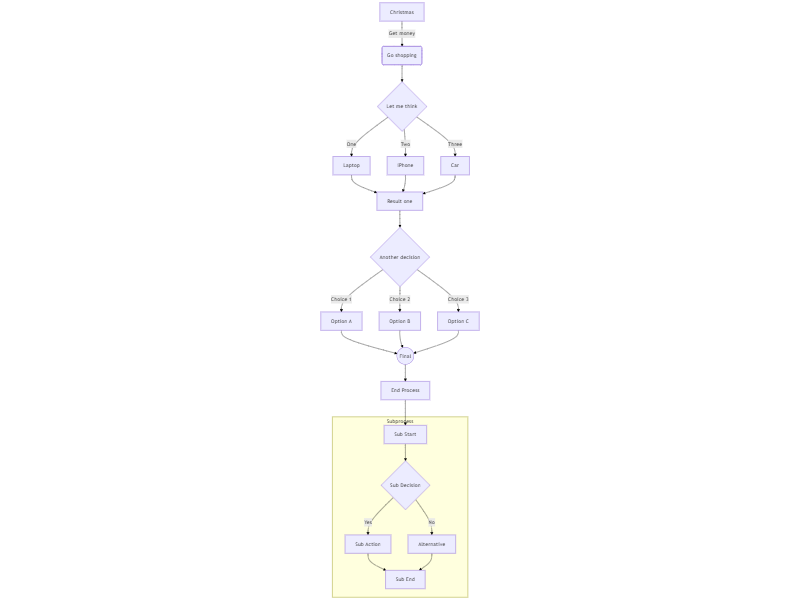 Christmas
Get money
Go shopping
Let me think
One
Two
Three
Laptop
iPhone
Car
Result one
Another decision
Choice 1
Choice 2
Choice 3
Option A
Option B
Option C
Final
End Process
Subprocess
Sub Start
Sub Decision
Yes
No
Sub Action
Alternative
Sub End